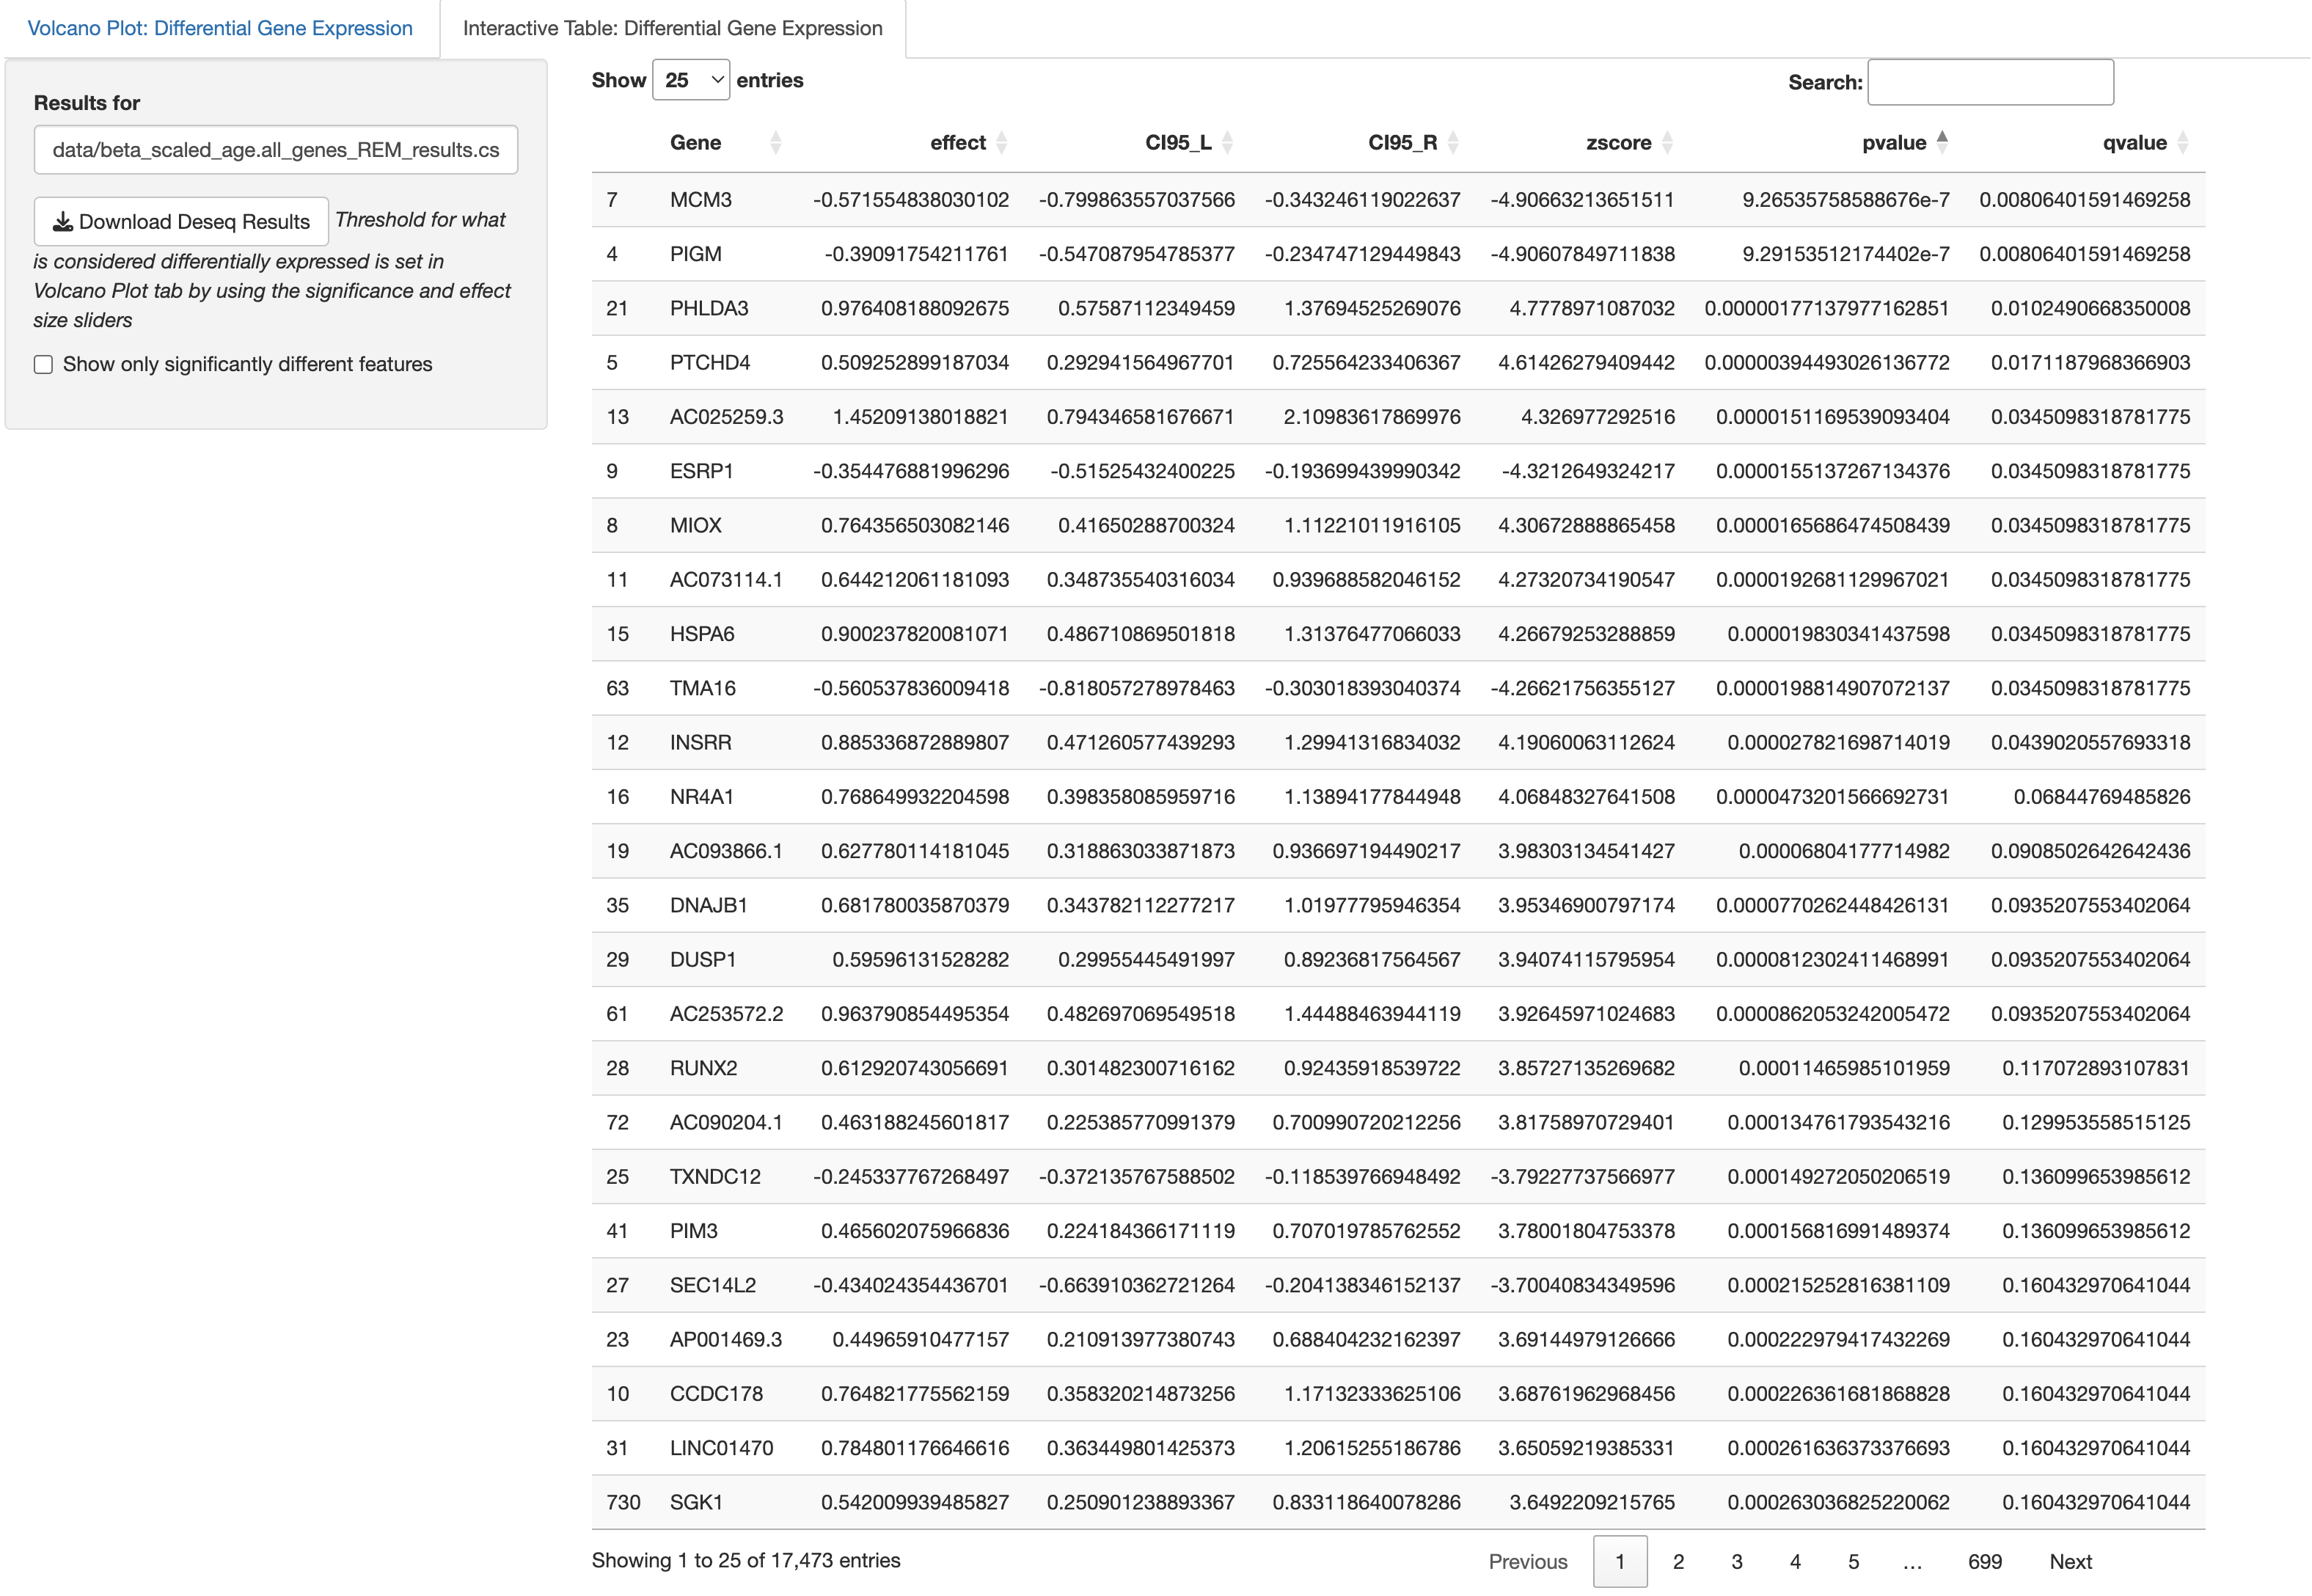 Volcano Plot: Differential Gene Expression Interactive Table: Differential Gene Expression
Results for
data/beta_scaled_age.all_genes_REM_results.cs
Download Deseq Results Threshold for what
is considered differentially expressed is set in
Volcano Plot tab by using the significance and effect
size sliders
Show only significantly different features
Show 25 entries Search:
Gene effect CI95_L CI95_R zscore pvalue qvalue
7 MCM3 -0.571554838030102 -0.799863557037566 -0.343246119022637 -4.90663213651511 9.26535758588676e-7 0.00806401591469258
4 PIGM -0.39091754211761 -0.547087954785377 -0.234747129449843 -4.90607849711838 9.29153512174402e-7 0.00806401591469258
21 PHLDA3 0.976408188092675 0.57587112349459 1.37694525269076 4.7778971087032 0.00000177137977162851 0.0102490668350008
5 PTCHD4 0.509252899187034 0.292941564967701 0.725564233406367 4.61426279409442 0.00000394493026136772 0.0171187968366903
13 AC025259.3 1.45209138018821 0.794346581676671 2.10983617869976 4.326977292516 0.0000151169539093404 0.0345098318781775
9 ESRP1 -0.354476881996296 -0.51525432400225 -0.193699439990342 -4.3212649324217 0.0000155137267134376 0.0345098318781775
8 MIOX 0.764356503082146 0.41650288700324 1.11221011916105 4.30672888865458 0.0000165686474508439 0.0345098318781775
11 AC073114.1 0.644212061181093 0.348735540316034 0.939688582046152 4.27320734190547 0.0000192681129967021 0.0345098318781775
15 HSPA6 0.900237820081071 0.486710869501818 1.31376477066033 4.26679253288859 0.000019830341437598 0.0345098318781775
63 TMA16 -0.560537836009418 -0.818057278978463 -0.303018393040374 -4.26621756355127 0.0000198814907072137 0.0345098318781775
12 INSRR 0.885336872889807 0.471260577439293 1.29941316834032 4.19060063112624 0.000027821698714019 0.0439020557693318
16 NR4A1 0.768649932204598 0.398358085959716 1.13894177844948 4.06848327641508 0.0000473201566692731 0.06844769485826
19 AC093866.1 0.627780114181045 0.318863033871873 0.936697194490217 3.98303134541427 0.00006804177714982 0.0908502642642436
35 DNAJB1 0.681780035870379 0.343782112277217 1.01977795946354 3.95346900797174 0.0000770262448426131 0.0935207553402064
29 DUSP1 0.59596131528282 0.29955445491997 0.89236817564567 3.94074115795954 0.0000812302411468991 0.0935207553402064
61 AC253572.2 0.963790854495354 0.482697069549518 1.44488463944119 3.92645971024683 0.0000862053242005472 0.0935207553402064
28 RUNX2 0.612920743056691 0.301482300716162 0.92435918539722 3.85727135269682 0.00011465985101959 0.117072893107831
72 AC090204.1 0.463188245601817 0.225385770991379 0.700990720212256 3.81758970729401 0.000134761793543216 0.129953558515125
25 TXNDC12 -0.245337767268497 -0.372135767588502 -0.118539766948492 -3.79227737566977 0.000149272050206519 0.136099653985612
41 PIM3 0.465602075966836 0.224184366171119 0.707019785762552 3.78001804753378 0.000156816991489374 0.136099653985612
27 SEC14L2 -0.434024354436701 -0.663910362721264 -0.204138346152137 -3.70040834349596 0.000215252816381109 0.160432970641044
23 AP001469.3 0.44965910477157 0.210913977380743 0.688404232162397 3.69144979126666 0.000222979417432269 0.160432970641044
10 CCDC178 0.764821775562159 0.358320214873256 1.17132333625106 3.68761962968456 0.000226361681868828 0.160432970641044
31 LINC01470 0.784801176646616 0.363449801425373 1.20615255186786 3.65059219385331 0.000261636373376693 0.160432970641044
730 SGK1 0.542009939485827 0.250901238893367 0.833118640078286 3.6492209215765 0.000263036825220062 0.160432970641044
Showing 1 to 25 of 17,473 entries Previous 1 2 3 4 5 … 699 Next